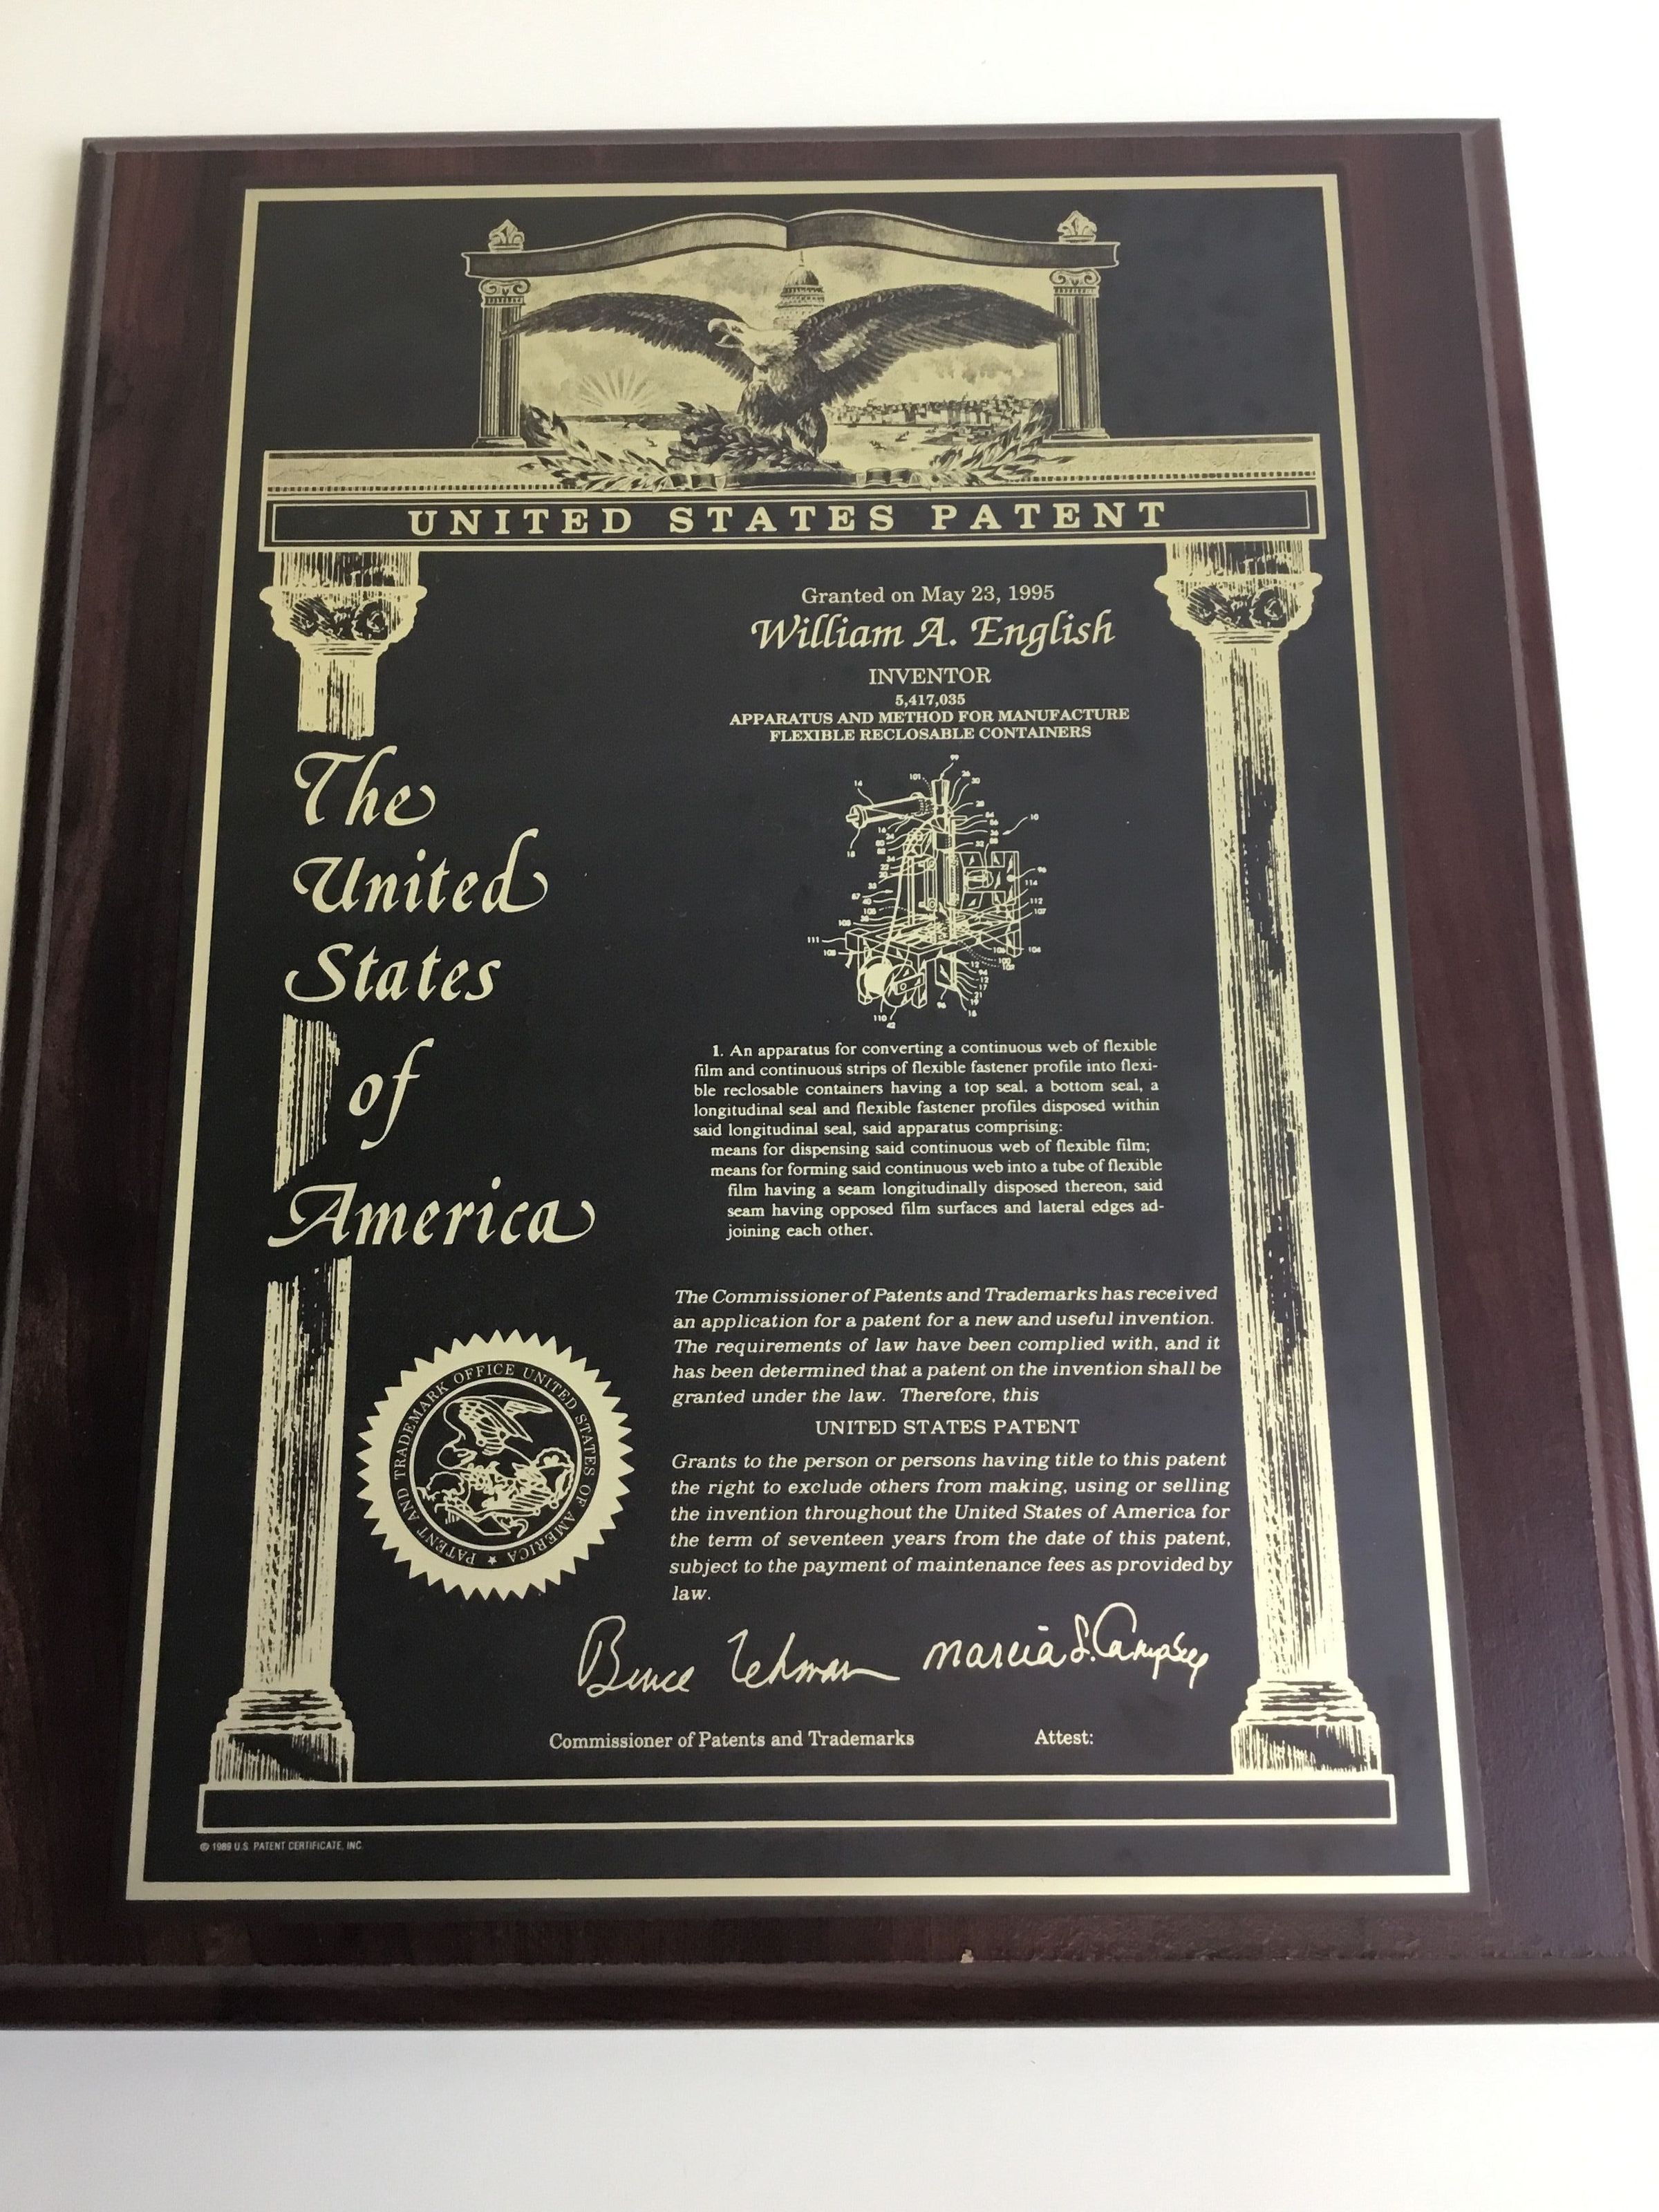 UNITED STATES PATENT
Granted on May 23, 1995
William A. English
INVENTOR
5,417,035
APPARATUS AND METHOD FOR MANUFACTURE
FLEXIBLE RECLOSABLE CONTAINERS
The
United
States
of
America
1. An apparatus for converting a continuous web of flexible
film and continuous strips of flexible fastener profile into flexi-
ble reclosable containers having a top seal, a bottom seal, a
longitudinal seal and flexible fastener profiles disposed within
said longitudinal seal, said apparatus comprising:
means for dispensing said continuous web of flexible film;
means for forming said continuous web into a tube of flexible
film having a seam longitudinally disposed thereon, said
seam having opposed film surfaces and lateral edges ad-
joining each other.
The Commissioner of Patents and Trademarks has received
an application for a patent for a new and useful invention.
The requirements of law have been complied with, and it
has been determined that a patent on the invention shall be
granted under the law. Therefore, this
UNITED STATES PATENT
Grants to the person or persons having title to this patent
the right to exclude others from making, using or selling
the invention throughout the United States of America for
the term of seventeen years from the date of this patent,
subject to the payment of maintenance fees as provided by
law.
PATENT AND TRADEMARK OFFICE UNITED STATES OF AMERICA
Bruce Lehman Marcia L. Campbell
Commissioner of Patents and Trademarks Attest:
© 1989 U.S. PATENT CERTIFICATE, INC.